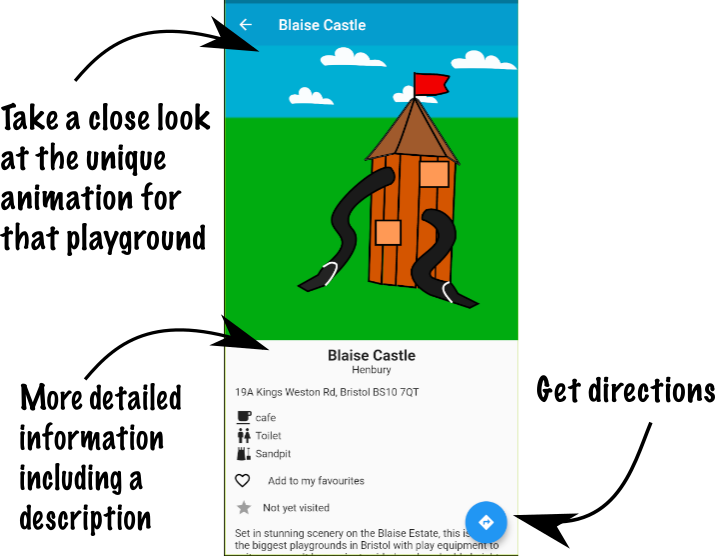 Blaise Castle
Take a close look
at the unique
animation for
that playground
Blaise Castle
Henbury
19A Kings Weston Rd, Bristol BS10 7QT
cafe
Toilet
Sandpit
Add to my favourites
Not yet visited
Set in stunning scenery on the Blaise Estate, this is
the biggest playgrounds in Bristol with play equipment to
More detailed
information
including a
description
Get directions